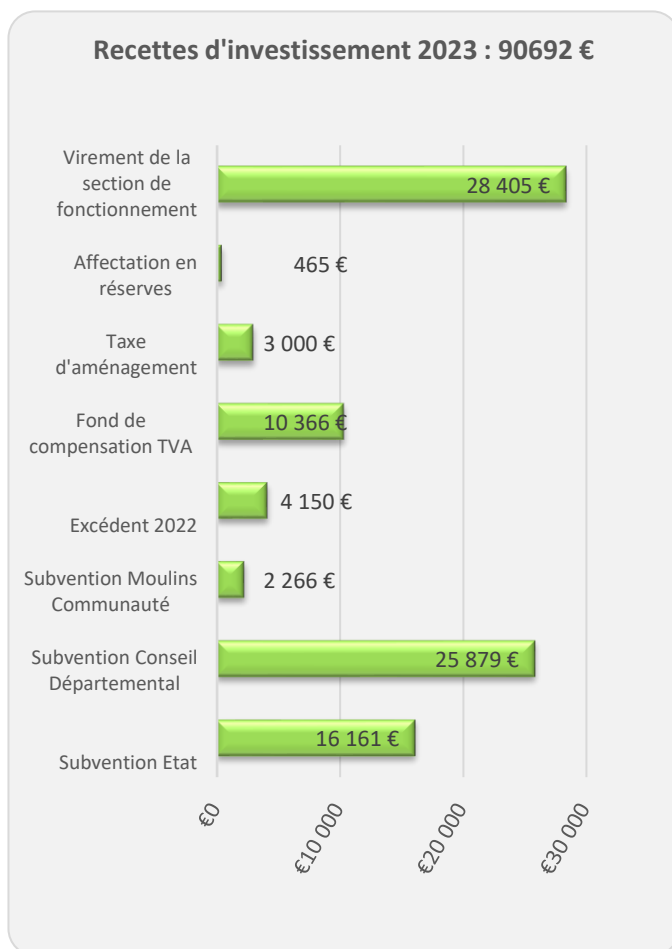 Recettes d'investissement 2023 : 90692 €
Virement de la
section de
fonctionnement
28 405 €
Affectation en
réserves
465 €
Taxe
d'aménagement
3 000 €
Fond de
compensation TVA
10 366 €
Excédent 2022
4 150 €
Subvention Moulins
Communauté
2 266 €
Subvention Conseil
Départemental
25 879 €
Subvention Etat
16 161 €
€0
€10 000
€20 000
€30 000